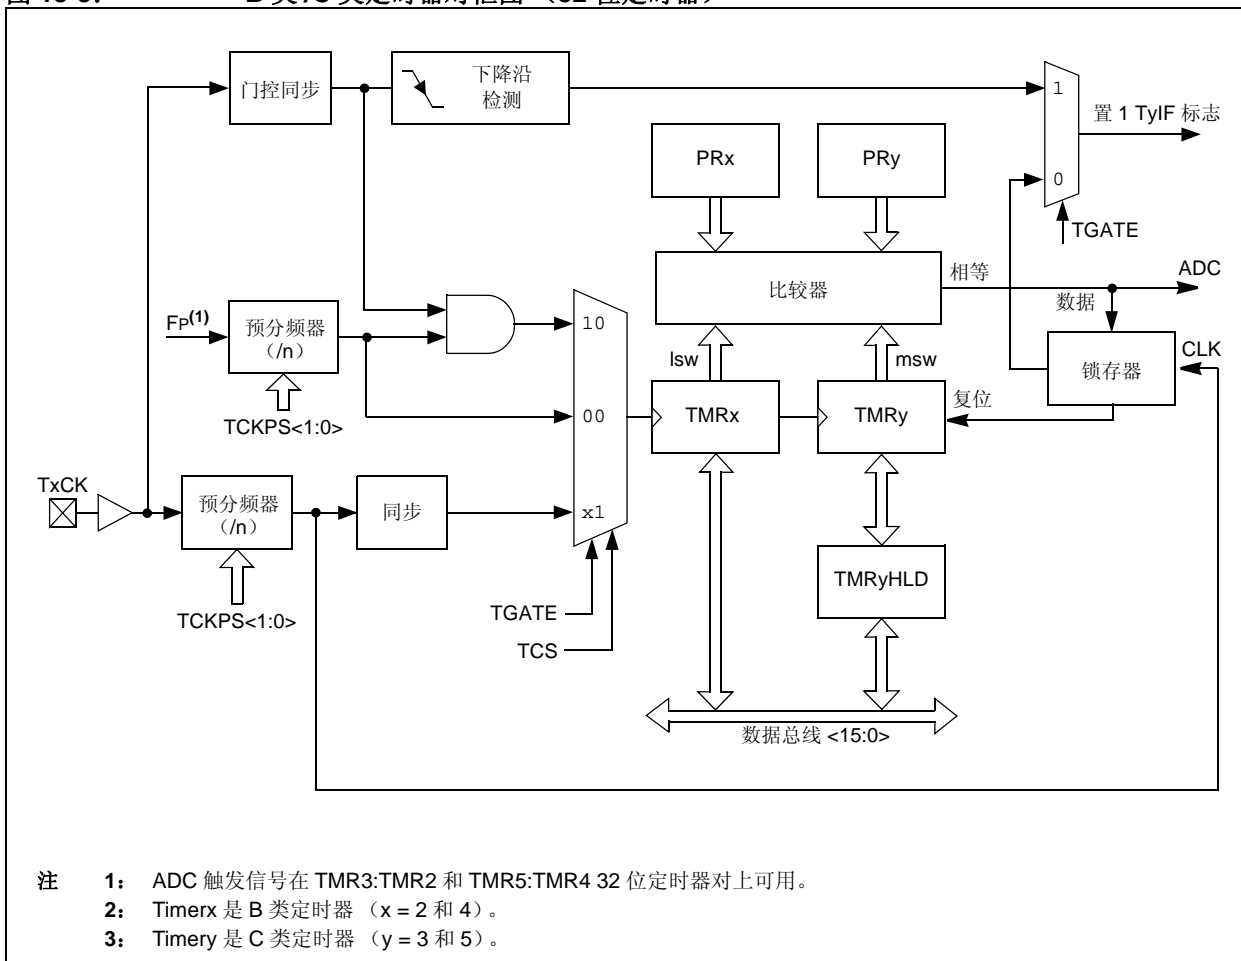 门控同步
下降沿
检测
1
置 1 TyIF 标志
PRx
PRy
0
TGATE
相等
ADC
比较器
数据
FP(1)
预分频器
(/n)
10
lsw
msw
CLK
锁存器
TCKPS<1:0>
00
TMRx
TMRy
复位
TxCK
预分频器
(/n)
同步
x1
TMRyHLD
TCKPS<1:0>
TGATE
TCS
数据总线 <15:0>
注 1： ADC 触发信号在 TMR3:TMR2 和 TMR5:TMR4 32 位定时器对上可用。
2： Timerx 是 B 类定时器 （x = 2 和 4）。
3： Timery 是 C 类定时器 （y = 3 和 5）。